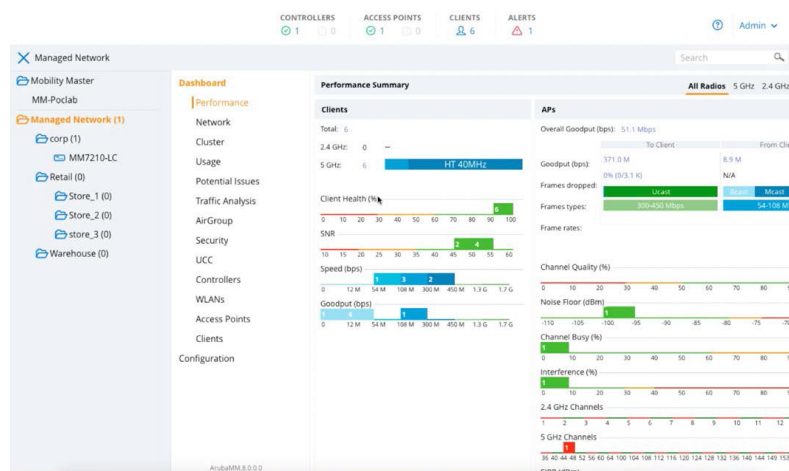 CONTROLLERS ACCESS POINTS CLIENTS ALERTS
1 0 1 0 6 1
? Admin
Managed Network
Search
Mobility Master
MM-Poclab
Managed Network (1)
corp (1)
MM7210-LC
Retail (0)
Store_1 (0)
Store_2 (0)
store_3 (0)
Warehouse (0)
Dashboard
Performance
Network
Cluster
Usage
Potential Issues
Traffic Analysis
AirGroup
Security
UCC
Controllers
WLANs
Access Points
Clients
Configuration
ArubaMM,8.0.0.0
Performance Summary
All Radios 5 GHz 2.4 GHz
Clients
Total: 6
2.4 GHz: 0 --
5 GHz: 6 HT 40MHz
Client Health (%)
6
0 10 20 30 40 50 60 70 80 90 100
SNR
2 4
10 15 20 25 30 35 40 45 50 55 60
Speed (bps)
1 3 2
0 12 M 54 M 108 M 300 M 450 M 1.3 G 1.7 G
Goodput (bps)
1 1
0 12 M 54 M 108 M 300 M 450 M 1.3 G 1.7 G
APs
Overall Goodput (bps): 51.1 Mbps
To Client From Clie
Goodput (bps): 371.0 M 8.9 M
Frames dropped: 0% (0/3.1 K) N/A
Frames types: Ucast Mcast
300-450 Mbps 54-108 M
Frame rates:
Channel Quality (%)
0 10 20 30 40 50 60 70 80
Noise Floor (dBm)
1
-110 -105 -100 -95 -90 -85 -80 -75
Channel Busy (%)
1
0 10 20 30 40 50 60 70 80
Interference (%)
1
0 10 20 30 40 50 60 70 80
2.4 GHz Channels
1 2 3 4 5 6 7 8 9 10 11 12
5 GHz Channels
1
36 40 44 48 52 56 60 64 100 104 108 112 116 120 124 128 132 136 140 144 149 153